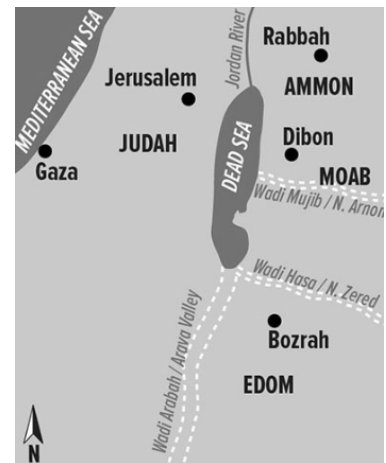 MEDITERRANEAN SEA
Jordan River
Rabbah
AMMON
Jerusalem
JUDAH
DEAD SEA
Dibon
MOAB
Gaza
Wadi Mujib / N. Arnon
Wadi Hasa / N. Zered
Wadi Arabah / Arava Valley
Bozrah
EDOM
N